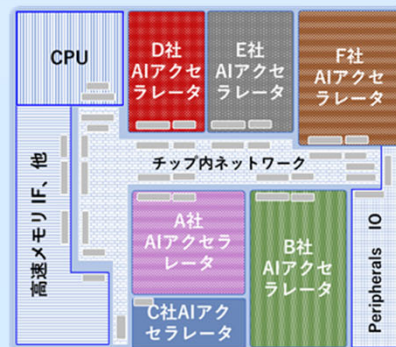 CPU
D社
AIアクセ
ラレータ
E社
AIアクセ
ラレータ
F社
AIアクセ
ラレータ
チップ内ネットワーク
高速メモリ IF、他
A社
AIアクセラ
レータ
B社
AIアクセ
ラレータ
C社AIアク
セラレータ
Peripherals IO